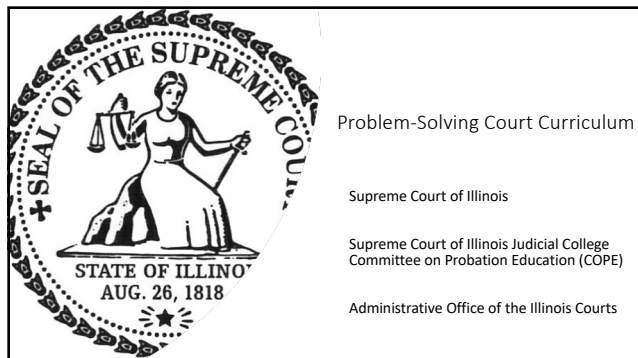 SEAL OF THE SUPREME COUR
STATE OF ILLINO
AUG. 26, 1818
Problem-Solving Court Curriculum
Supreme Court of Illinois
Supreme Court of Illinois Judicial College
Committee on Probation Education (COPE)
Administrative Office of the Illinois Courts